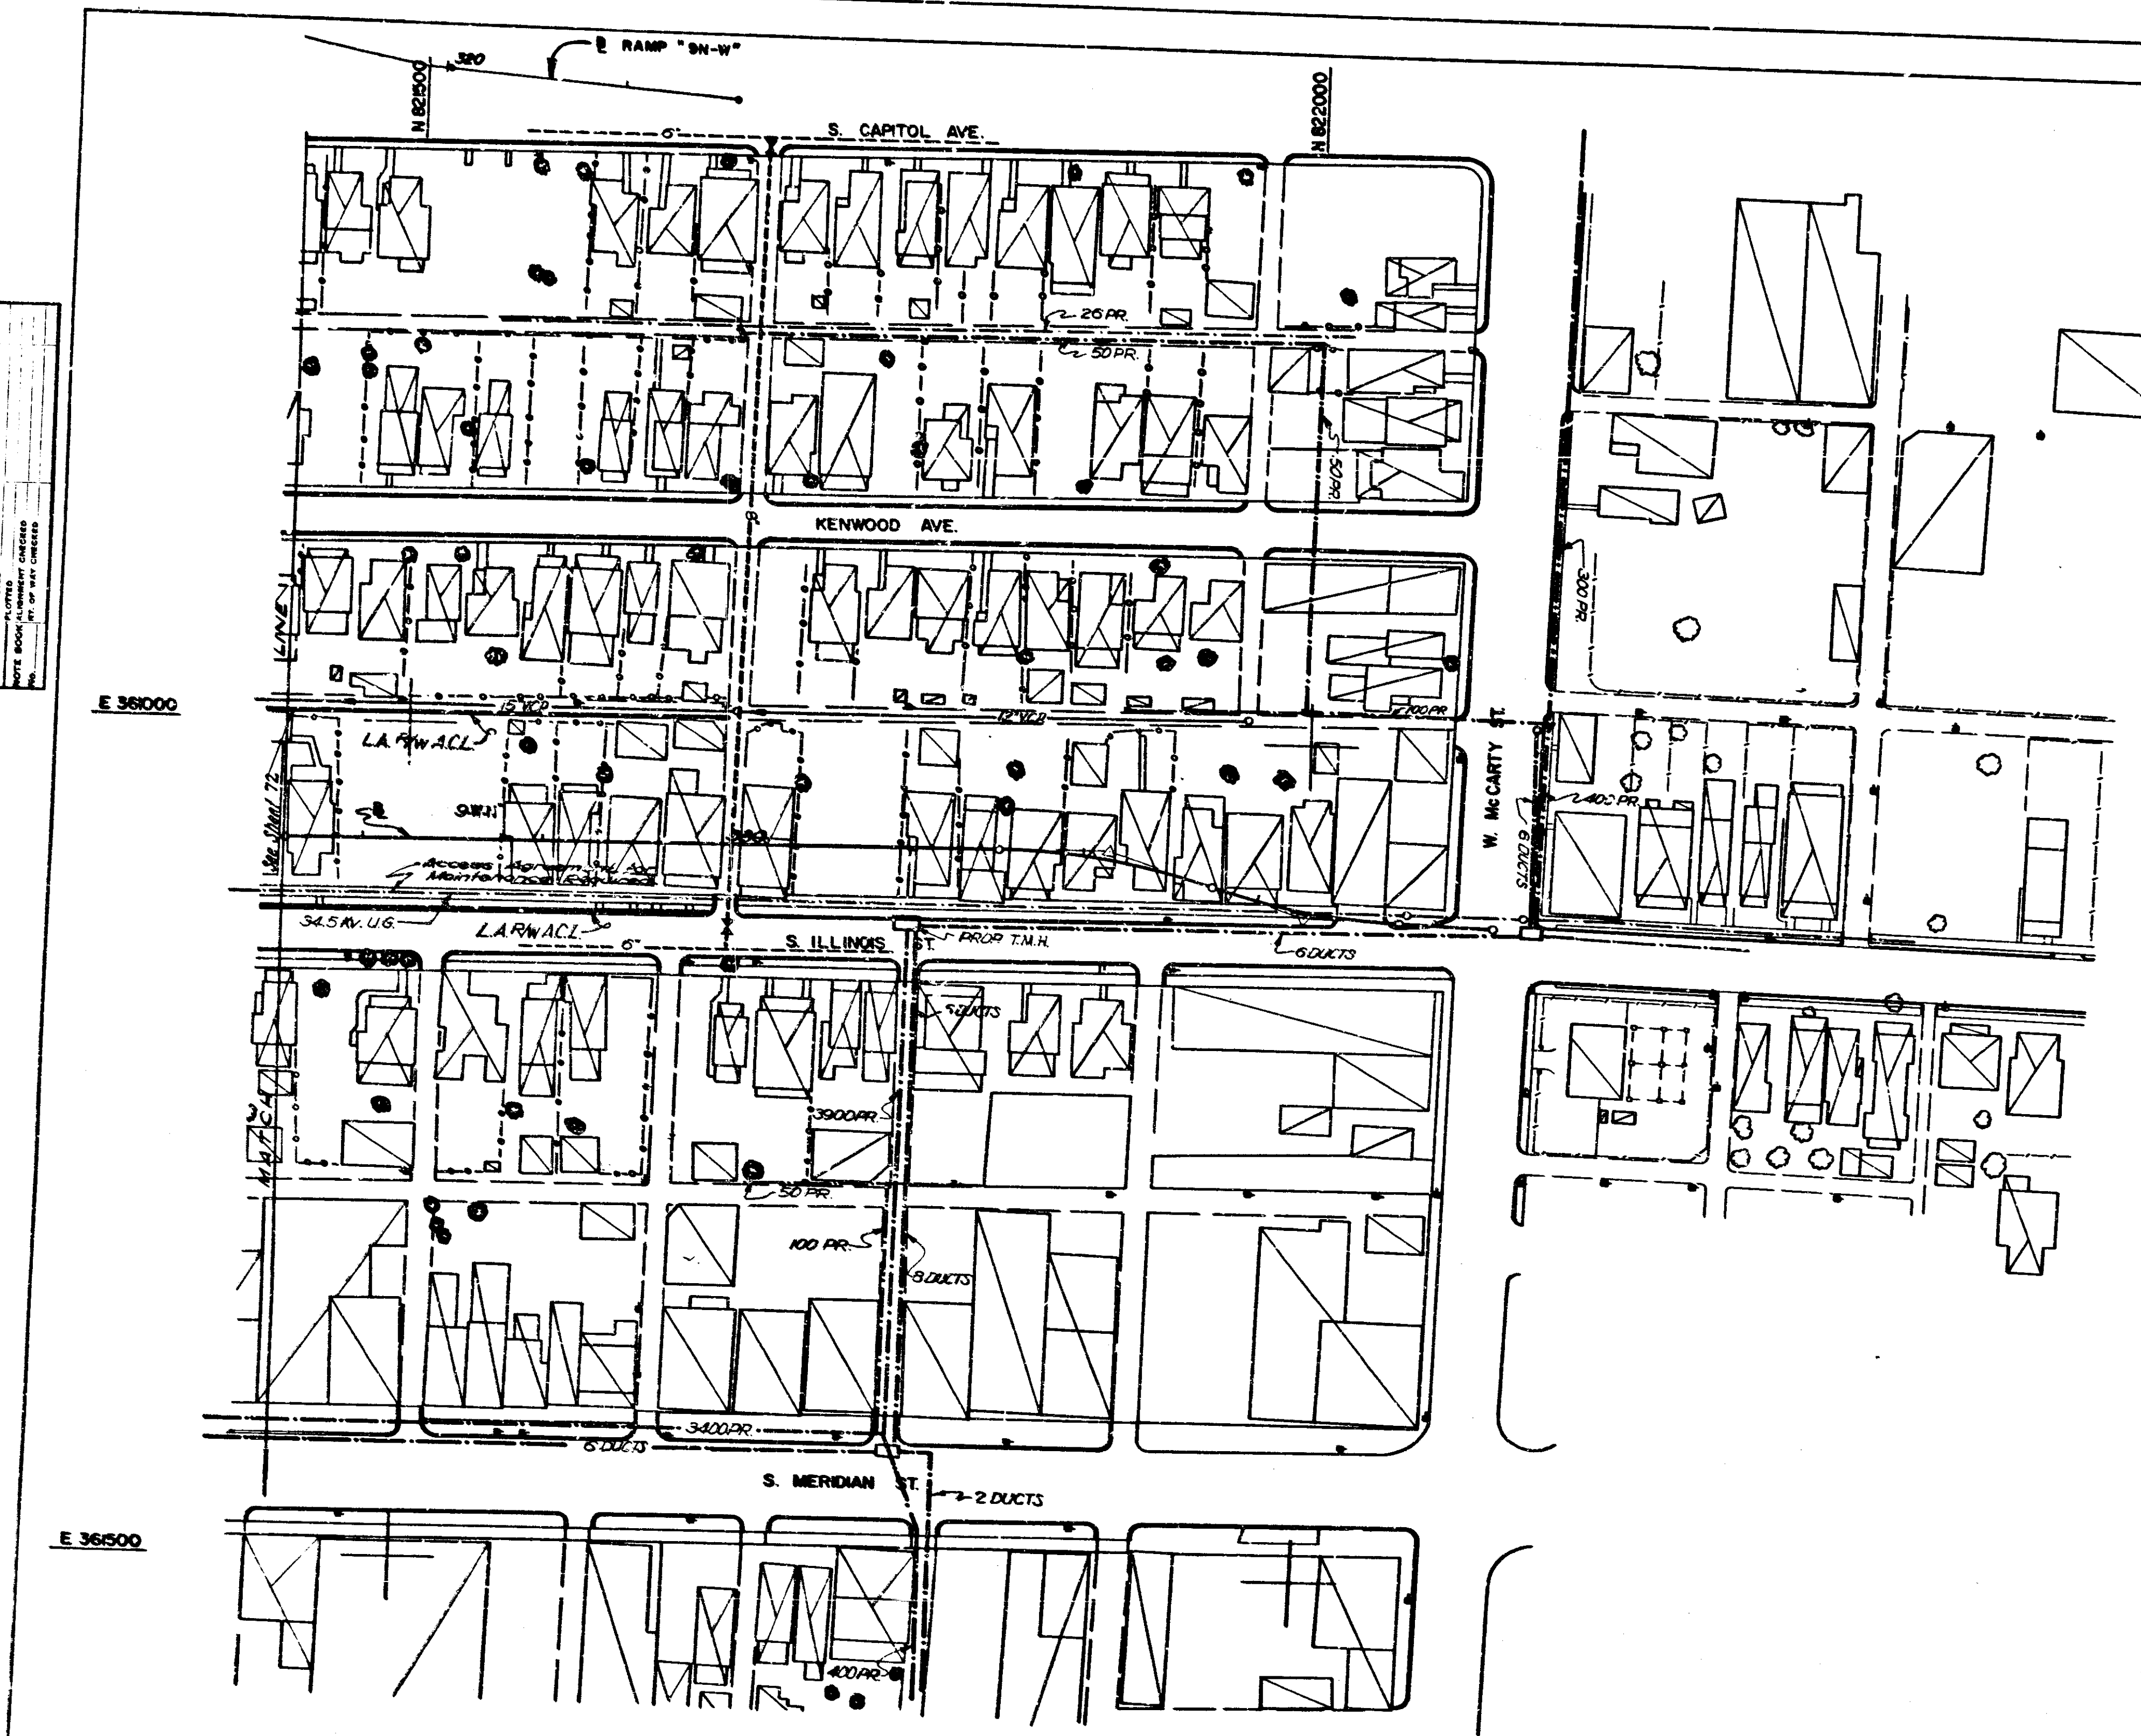 ℄ RAMP "9N-W"
320
N 821500
N 822000
6"
S. CAPITOL AVE.
26 PR.
50 PR.
50 PR.
8"
KENWOOD AVE.
300 PR.
PLOTTED
NOTE BOOK ALIGNMENT CHECKED
No. RT. OF WAY CHECKED
LINE
E 361000
15" VCP
12" VCP
100 PR
L.A. R/W A.C.L.
W. McCARTY ST.
400 PR.
6 DUCTS
See Sheet 72
Access Agreement for
Maintenance Required
34.5 KV. U.G.
L.A. R/W A.C.L.
6"
S. ILLINOIS ST.
PROP. T.M.H.
6 DUCTS
DUCTS
3900 PR.
MATCH
50 PR.
100 PR.
8 DUCTS
3400 PR.
6 DUCTS
S. MERIDIAN ST.
2 DUCTS
E 361500
400 PR.